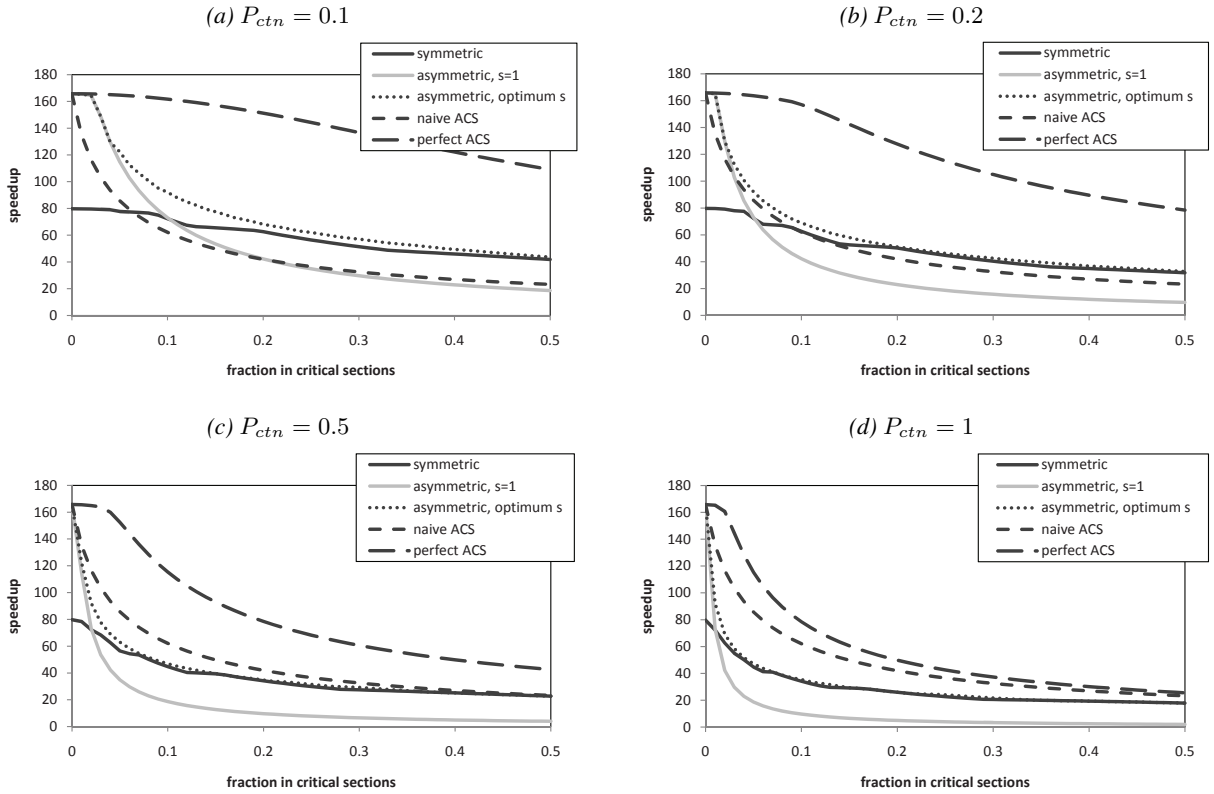 (a) P_ctn = 0.1
symmetric
asymmetric, s=1
asymmetric, optimum s
naive ACS
perfect ACS
180
160
140
120
100
80
60
40
20
0
speedup
0 0.1 0.2 0.3 0.4 0.5
fraction in critical sections
(b) P_ctn = 0.2
symmetric
asymmetric, s=1
asymmetric, optimum s
naive ACS
perfect ACS
180
160
140
120
100
80
60
40
20
0
speedup
0 0.1 0.2 0.3 0.4 0.5
fraction in critical sections
(c) P_ctn = 0.5
symmetric
asymmetric, s=1
asymmetric, optimum s
naive ACS
perfect ACS
180
160
140
120
100
80
60
40
20
0
speedup
0 0.1 0.2 0.3 0.4 0.5
fraction in critical sections
(d) P_ctn = 1
symmetric
asymmetric, s=1
asymmetric, optimum s
naive ACS
perfect ACS
180
160
140
120
100
80
60
40
20
0
speedup
0 0.1 0.2 0.3 0.4 0.5
fraction in critical sections